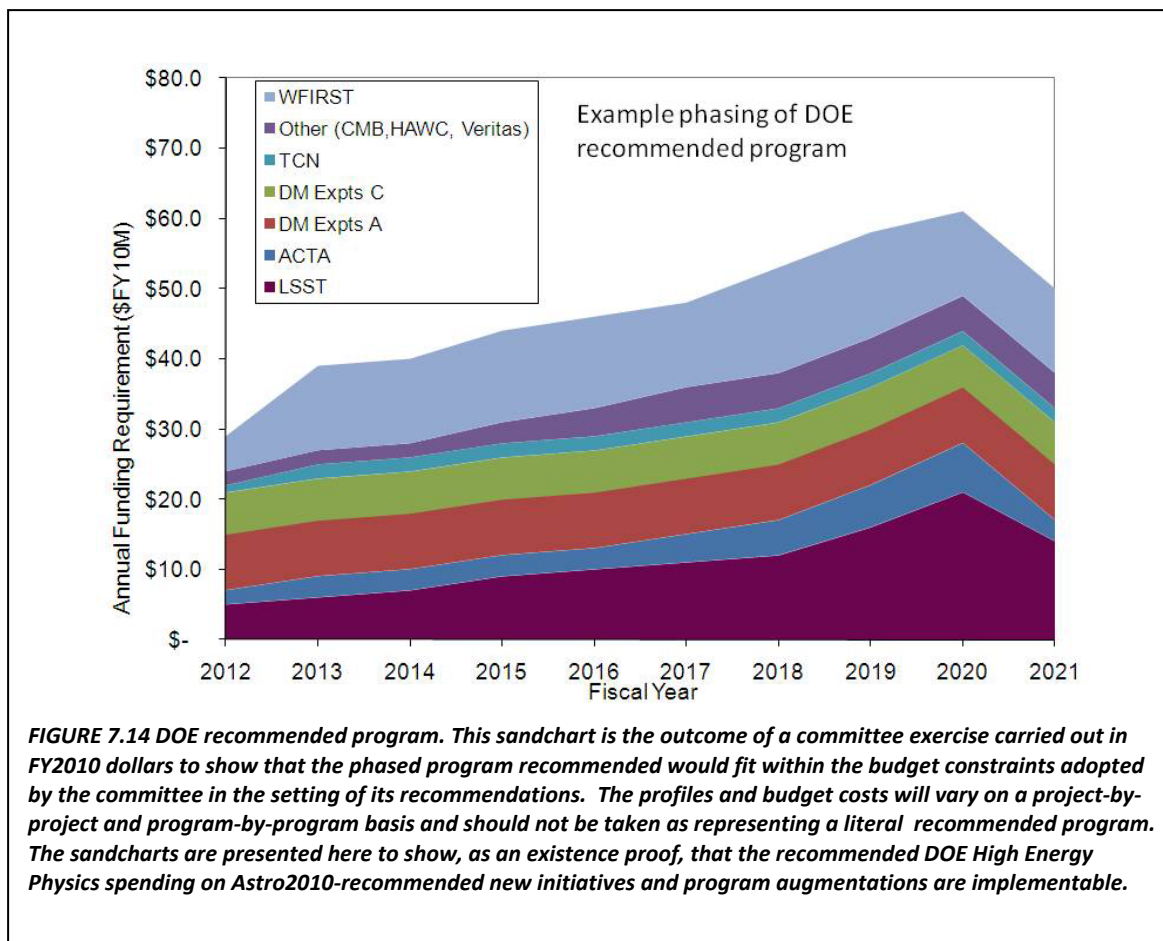 $80.0
$70.0
$60.0
$50.0
$40.0
$30.0
$20.0
$10.0
$-
Annual Funding Requirement ($FY10M)
WFIRST
Other (CMB,HAWC, Veritas)
TCN
DM Expts C
DM Expts A
ACTA
LSST
Example phasing of DOE
recommended program
2012 2013 2014 2015 2016 2017 2018 2019 2020 2021
Fiscal Year
FIGURE 7.14 DOE recommended program. This sandchart is the outcome of a committee exercise carried out in
FY2010 dollars to show that the phased program recommended would fit within the budget constraints adopted
by the committee in the setting of its recommendations. The profiles and budget costs will vary on a project-by-
project and program-by-program basis and should not be taken as representing a literal recommended program.
The sandcharts are presented here to show, as an existence proof, that the recommended DOE High Energy
Physics spending on Astro2010-recommended new initiatives and program augmentations are implementable.